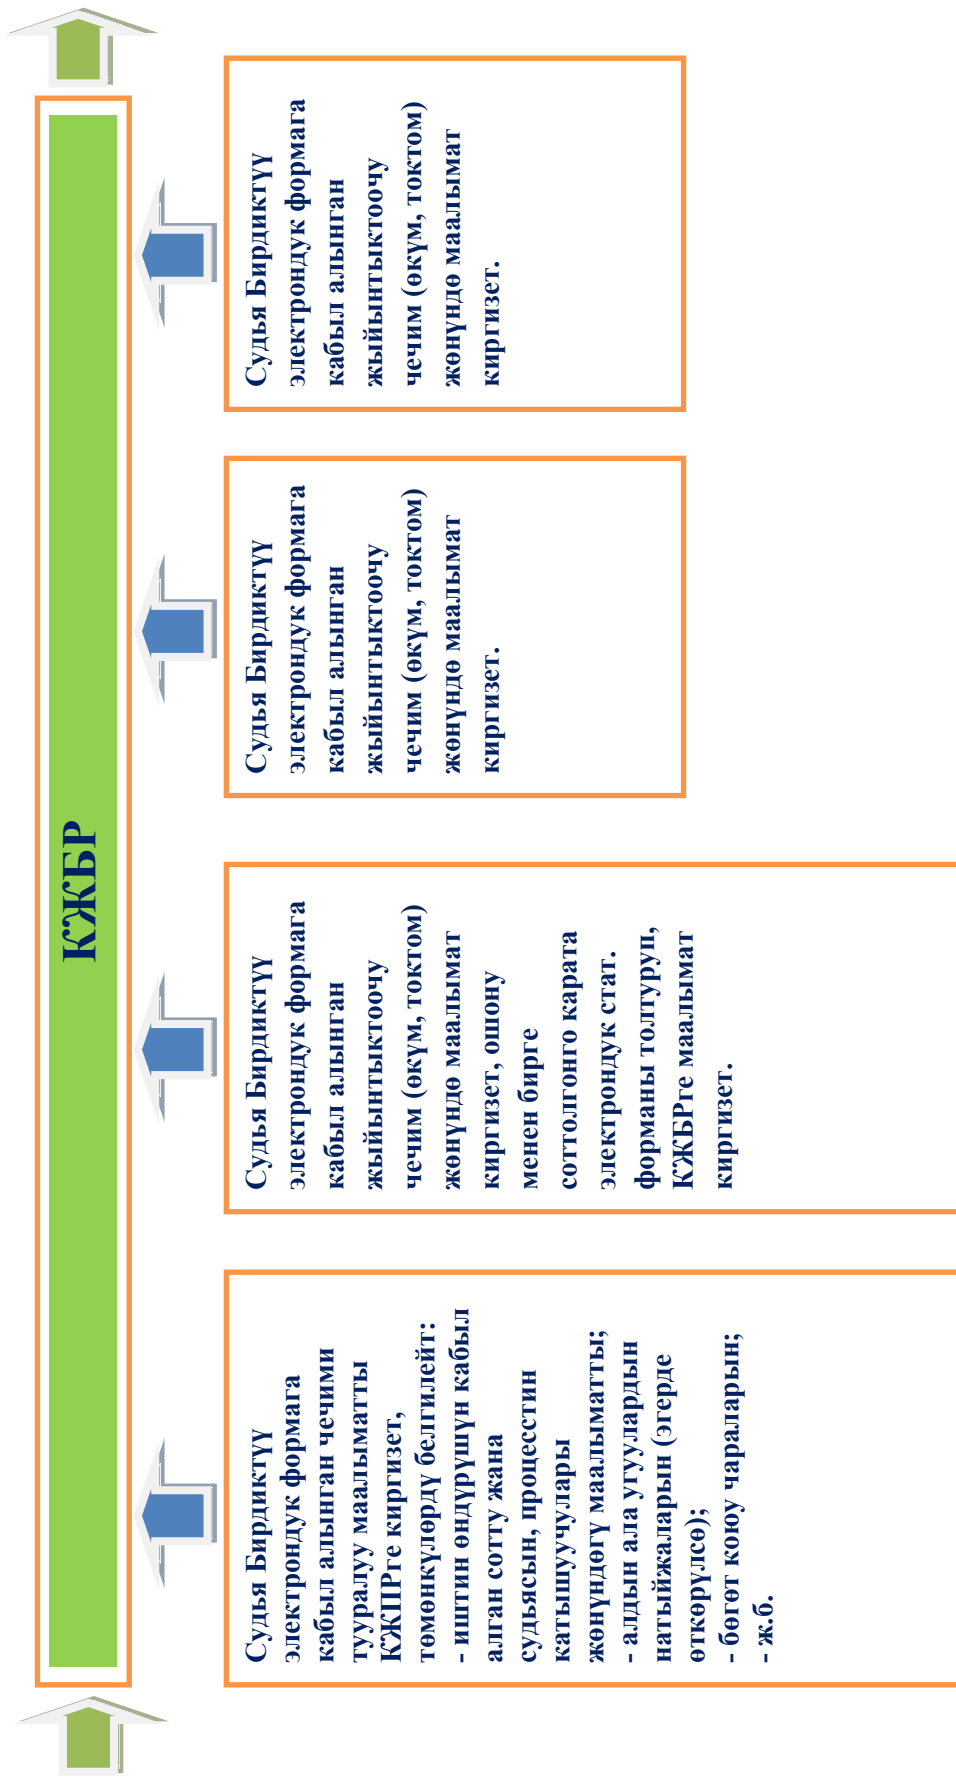 КЖБР
Судья Бирдиктүү
электрондук формага
кабыл алынган чечими
тууралуу маалыматты
КЖПРге киргизет,
төмөнкүлөрдү белгилейт:
- иштин өндүрүшүн кабыл
алган сотту жана
судьясын, процесстин
катышуучулары
жөнүндөгү маалыматты;
- алдын ала угуулардын
натыйжаларын (эгерде
өткөрүлсө);
- бөгөт коюу чараларын;
- ж.б.
Судья Бирдиктүү
электрондук формага
кабыл алынган
жыйынтыктоочу
чечим (өкүм, токтом)
жөнүндө маалымат
киргизет, ошону
менен бирге
соттолгонго карата
электрондук стат.
форманы толтуруп,
КЖБРге маалымат
киргизет.
Судья Бирдиктүү
электрондук формага
кабыл алынган
жыйынтыктоочу
чечим (өкүм, токтом)
жөнүндө маалымат
киргизет.
Судья Бирдиктүү
электрондук формага
кабыл алынган
жыйынтыктоочу
чечим (өкүм, токтом)
жөнүндө маалымат
киргизет.